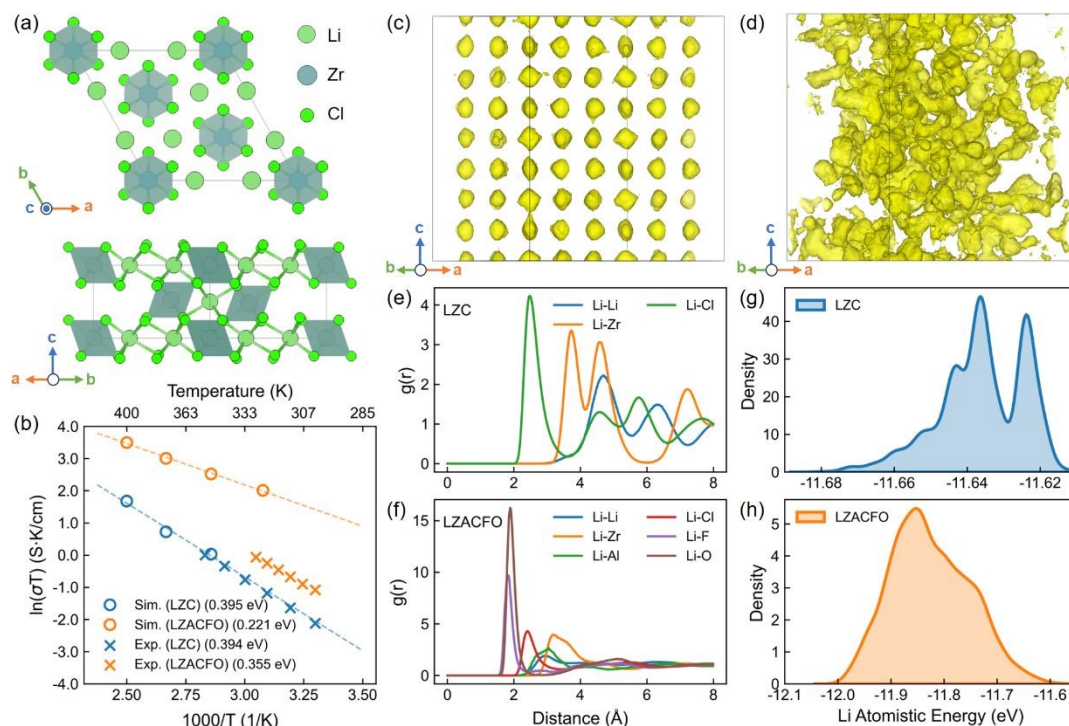 (a)
Li
Zr
Cl
b
c
a
c
a
b
(b)
Temperature (K)
400 363 333 307 285
ln(σT) (S·K/cm)
4.0
3.0
2.0
1.0
0.0
-1.0
-2.0
-3.0
-4.0
Sim. (LZC) (0.395 eV)
Sim. (LZACFO) (0.221 eV)
Exp. (LZC) (0.394 eV)
Exp. (LZACFO) (0.355 eV)
2.50 2.75 3.00 3.25 3.50
1000/T (1/K)
(c)
c
b
a
(d)
c
b
a
(e)
LZC
Li-Li
Li-Cl
Li-Zr
g(r)
4
3
2
1
0
0 2 4 6 8
(f)
LZACFO
Li-Li
Li-Cl
Li-Zr
Li-F
Li-Al
Li-O
g(r)
15
10
5
0
0 2 4 6 8
Distance (Å)
(g)
LZC
Density
40
20
0
-11.68 -11.66 -11.64 -11.62
(h)
LZACFO
Density
5
4
3
2
1
0
-12.1 -12.0 -11.9 -11.8 -11.7 -11.6
Li Atomistic Energy (eV)